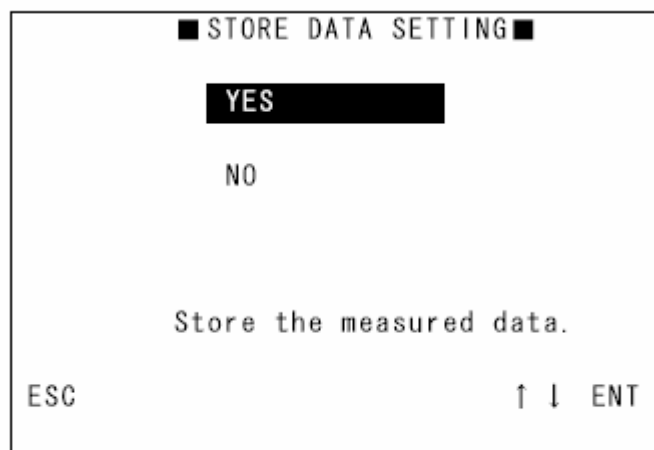 ■STORE DATA SETTING■
YES
NO
Store the measured data.
ESC ↑ ↓ ENT